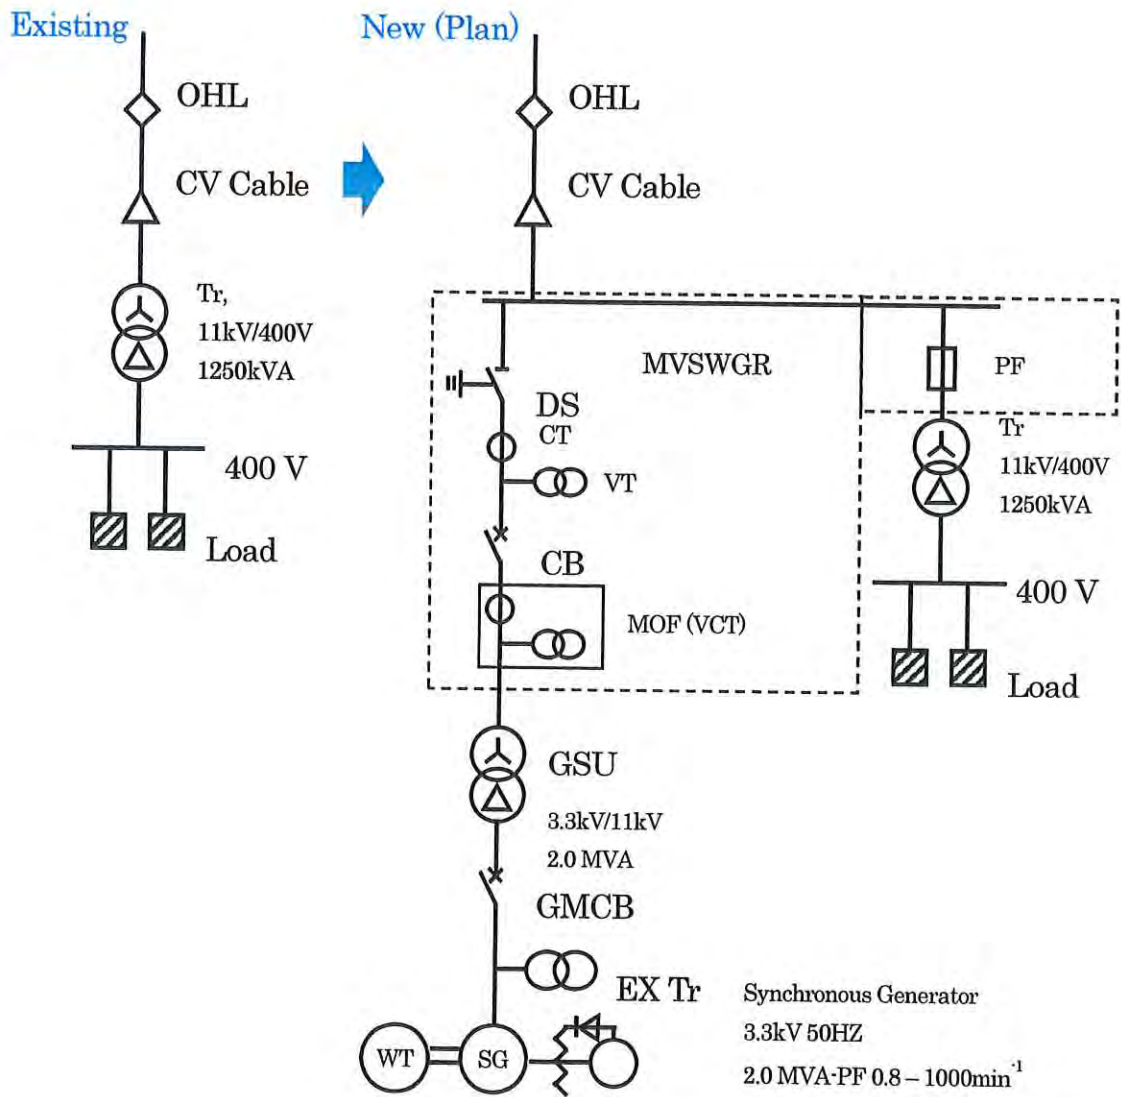 Existing
OHL
CV Cable
Tr,
11kV/400V
1250kVA
400 V
Load
New (Plan)
OHL
CV Cable
MVSWGR
PF
DS
CT
VT
CB
MOF (VCT)
Tr
11kV/400V
1250kVA
400 V
Load
GSU
3.3kV/11kV
2.0 MVA
GMCB
EX Tr
WT
SG
Synchronous Generator
3.3kV 50HZ
2.0 MVA-PF 0.8 – 1000min⁻¹